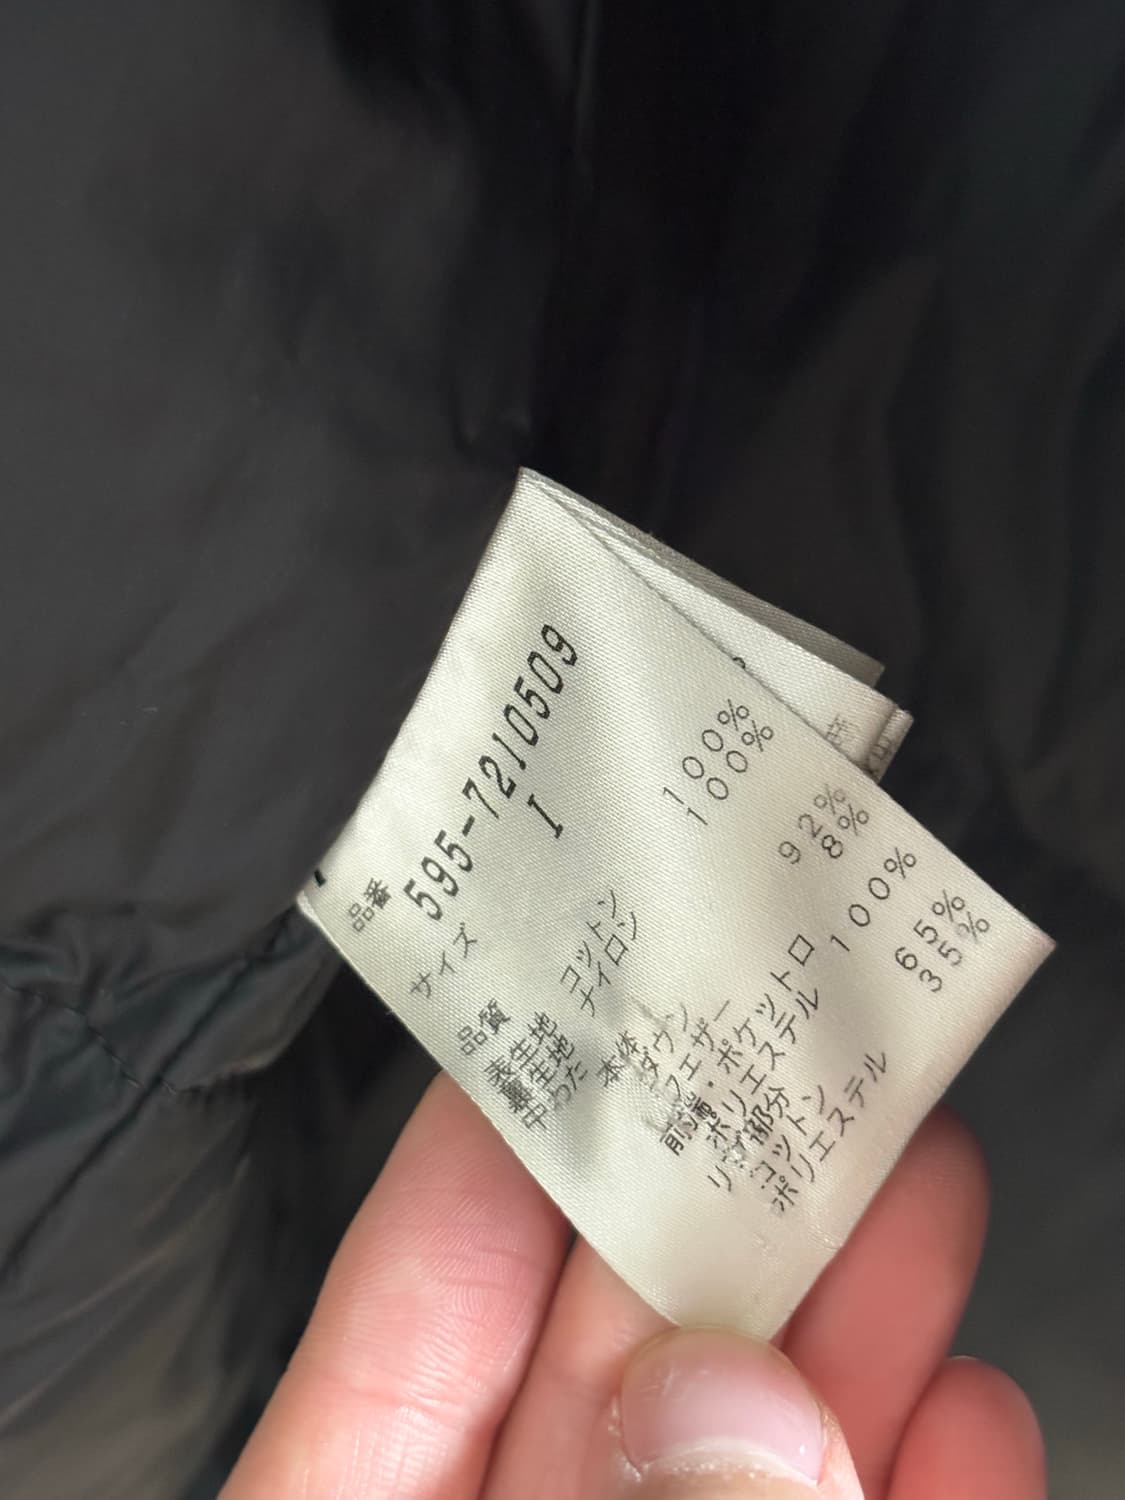 品番 595-7210509
サイズ I
品質
表生地 コットン 100%
裏生地 ナイロン 100%
中わた
本体
ダウン 92%
フェザー 8%
前端・ポケット口
ポリエステル 100%
リブ部分
コットン 65%
ポリエステル 35%